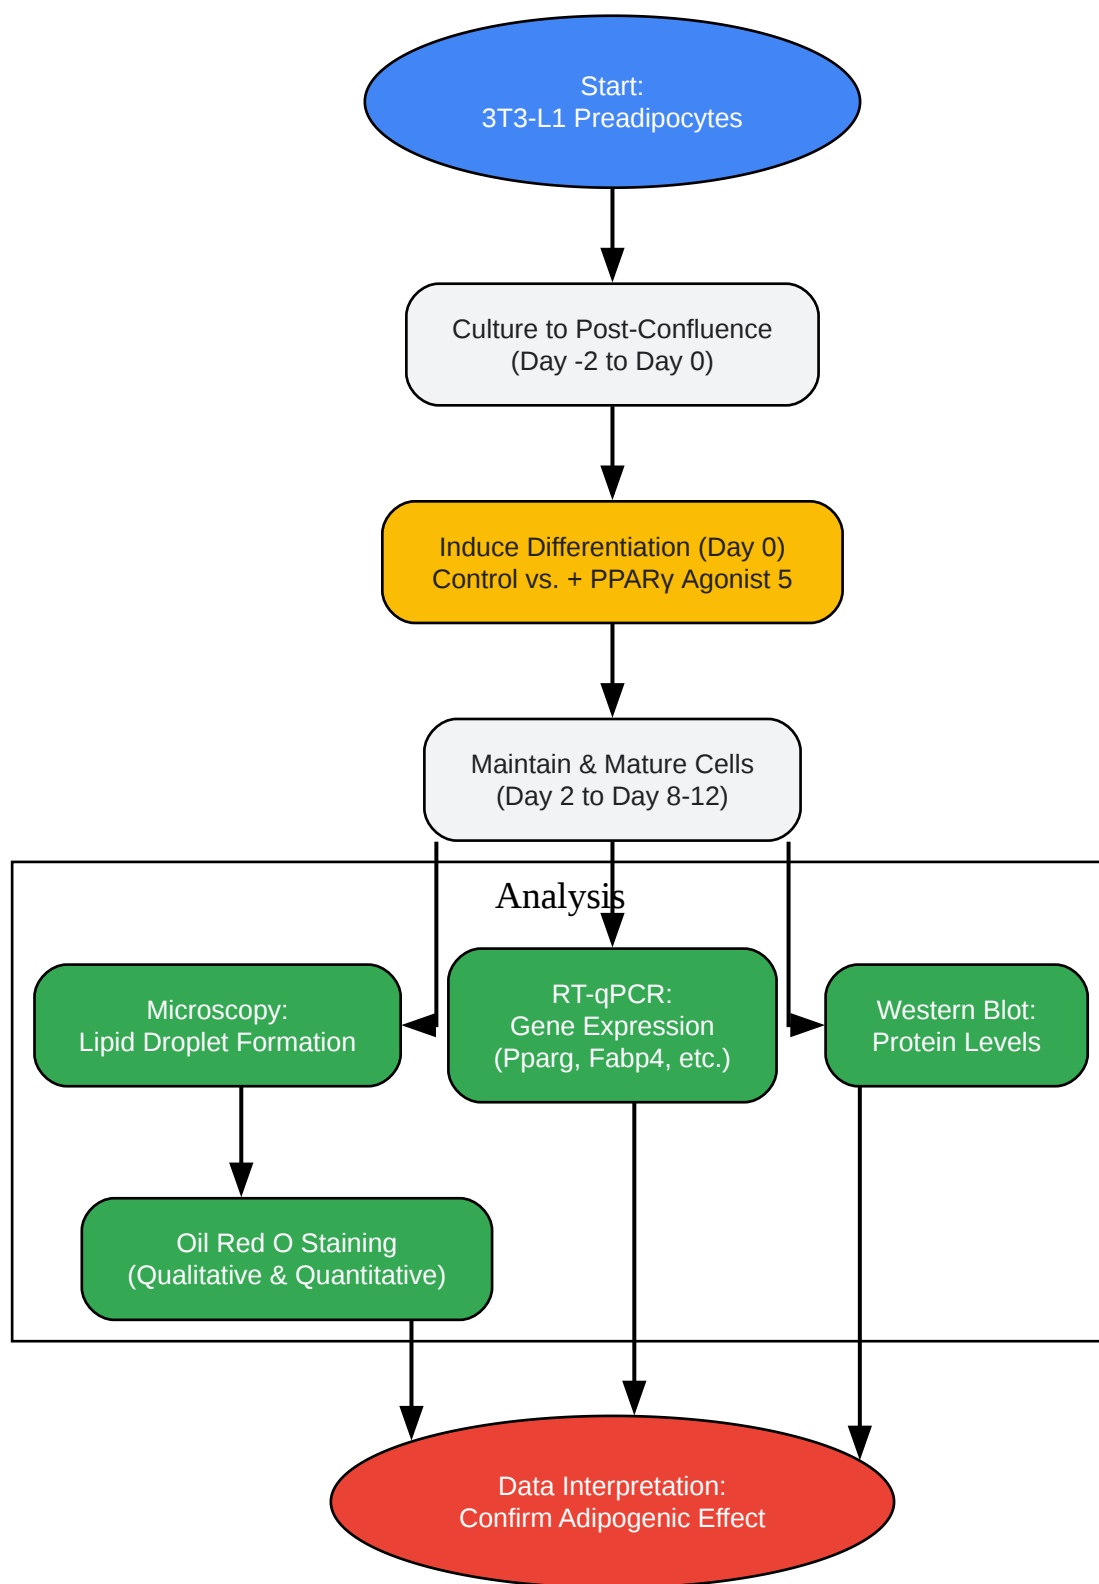 Start:
3T3-L1 Preadipocytes
Culture to Post-Confluence
(Day -2 to Day 0)
Induce Differentiation (Day 0)
Control vs. + PPARγ Agonist 5
Maintain & Mature Cells
(Day 2 to Day 8-12)
Analysis
Microscopy:
Lipid Droplet Formation
RT-qPCR:
Gene Expression
(Pparg, Fabp4, etc.)
Western Blot:
Protein Levels
Oil Red O Staining
(Qualitative & Quantitative)
Data Interpretation:
Confirm Adipogenic Effect